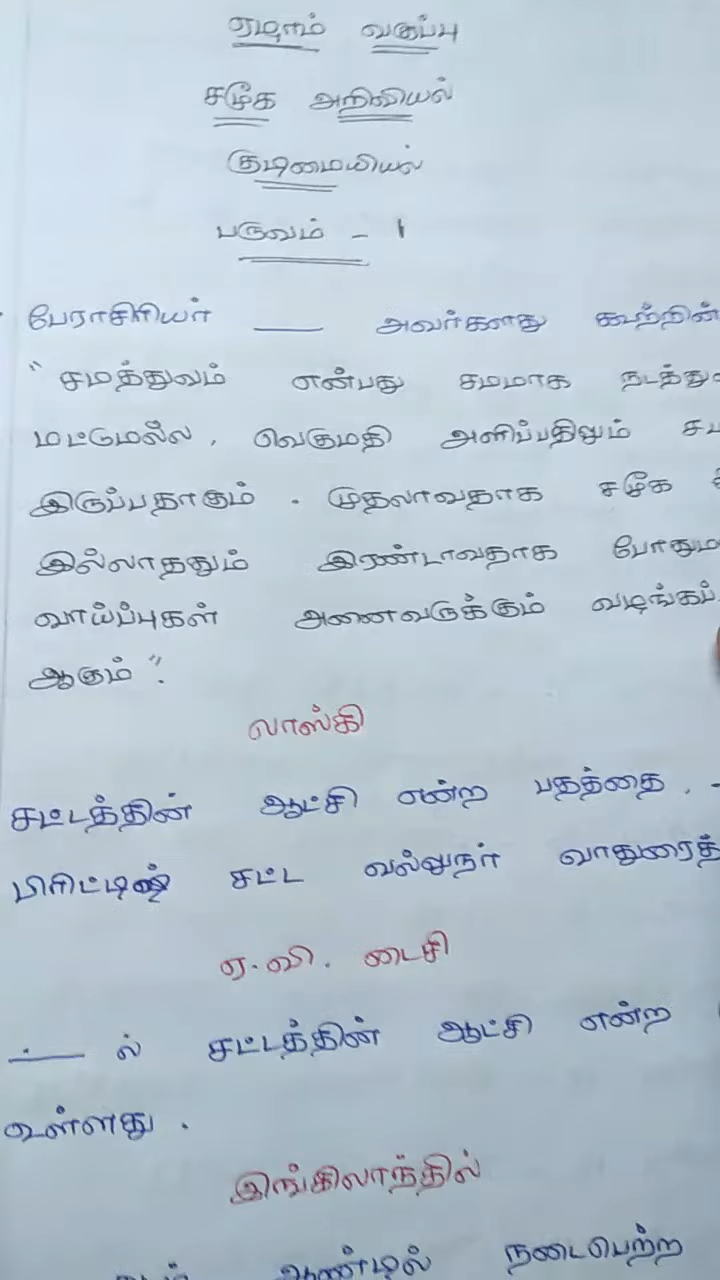 ஏழாம் வகுப்பு
சமூக அறிவியல்
குடிமையியல்
பருவம் - 1
பேராசிரியர் ___ அவர்களது கூற்றின்
"சமத்துவம் என்பது சமமாக நடத்து
மட்டுமல்ல, வெகுமதி அளிப்பதிலும் சம
இருப்பதாகும். முதலாவதாக சமூக
இல்லாததும் இரண்டாவதாக போதும
வாய்ப்புகள் அனைவருக்கும் வழங்கப்
ஆகும்".
லாஸ்கி
சட்டத்தின் ஆட்சி என்ற பதத்தை, -
பிரிட்டிஷ் சட்ட வல்லுநர் வாதுரைத்
ஏ.வி. டைசி
___ ல் சட்டத்தின் ஆட்சி என்ற
உள்ளது.
இங்கிலாந்தில்
ஆண்டில் நடைபெற்ற